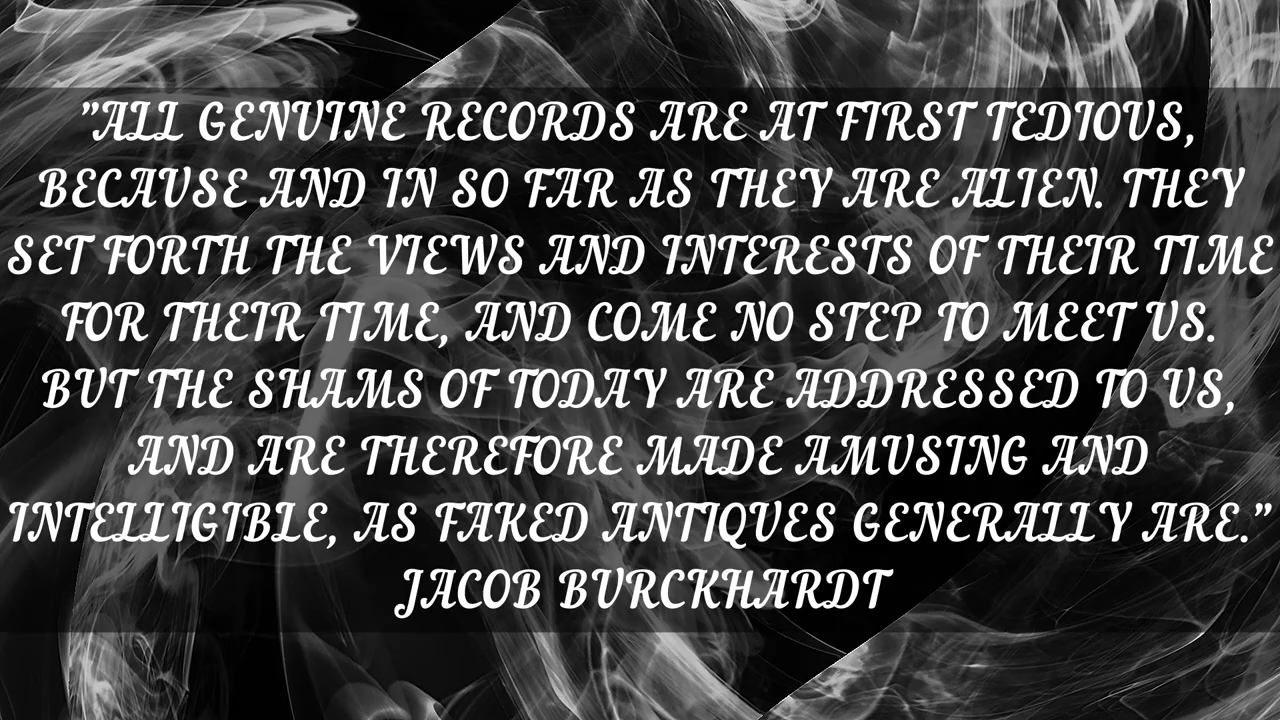 "ALL GENUINE RECORDS ARE AT FIRST TEDIOUS,
BECAUSE AND IN SO FAR AS THEY ARE ALIEN. THEY
SET FORTH THE VIEWS AND INTERESTS OF THEIR TIME
FOR THEIR TIME, AND COME NO STEP TO MEET US.
BUT THE SHAMS OF TODAY ARE ADDRESSED TO US,
AND ARE THEREFORE MADE AMUSING AND
INTELLIGIBLE, AS FAKED ANTIQUES GENERALLY ARE."
JACOB BURCKHARDT